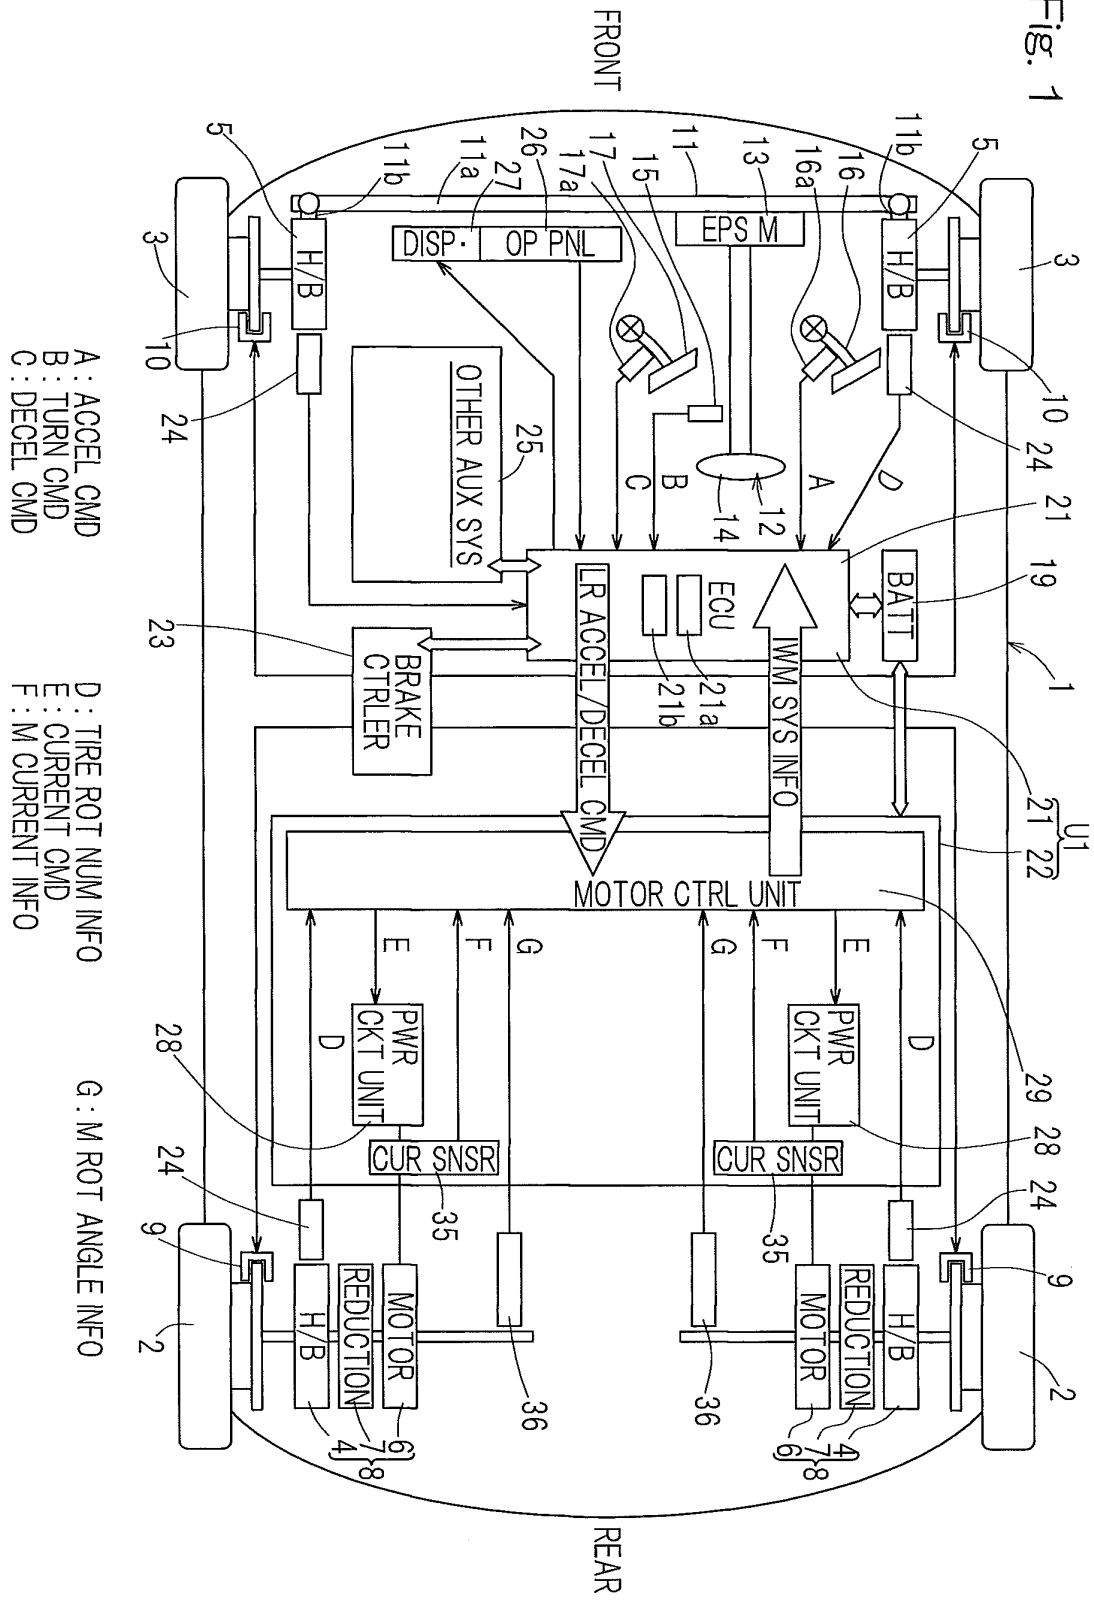 Fig. 1
FRONT
5
11b
11a
27
26
17a
17
15
11
13
16a
16
11b
5
3
3
H/B
DISP.
OP PNL
EPS M
H/B
10
10
24
24
OTHER AUX SYS
25
C
B
14
12
A
D
21
19
BATT
ECU
21a
21b
IWM SYS INFO
LR ACCEL/DECEL CMD
23
BRAKE
CTRLER
1
U1
21 22
MOTOR CTRL UNIT
29
D
E
F
G
G
F
E
D
PWR
CKT UNIT
PWR
CKT UNIT
28
28
CUR SNSR
CUR SNSR
35
35
24
24
9
9
36
36
H/B
REDUCTION
MOTOR
MOTOR
REDUCTION
H/B
2
2
4
7
6
8
6
7
4
8
REAR
A : ACCEL CMD
B : TURN CMD
C : DECEL CMD
D : TIRE ROT NUM INFO
E : CURRENT CMD
F : M CURRENT INFO
G : M ROT ANGLE INFO